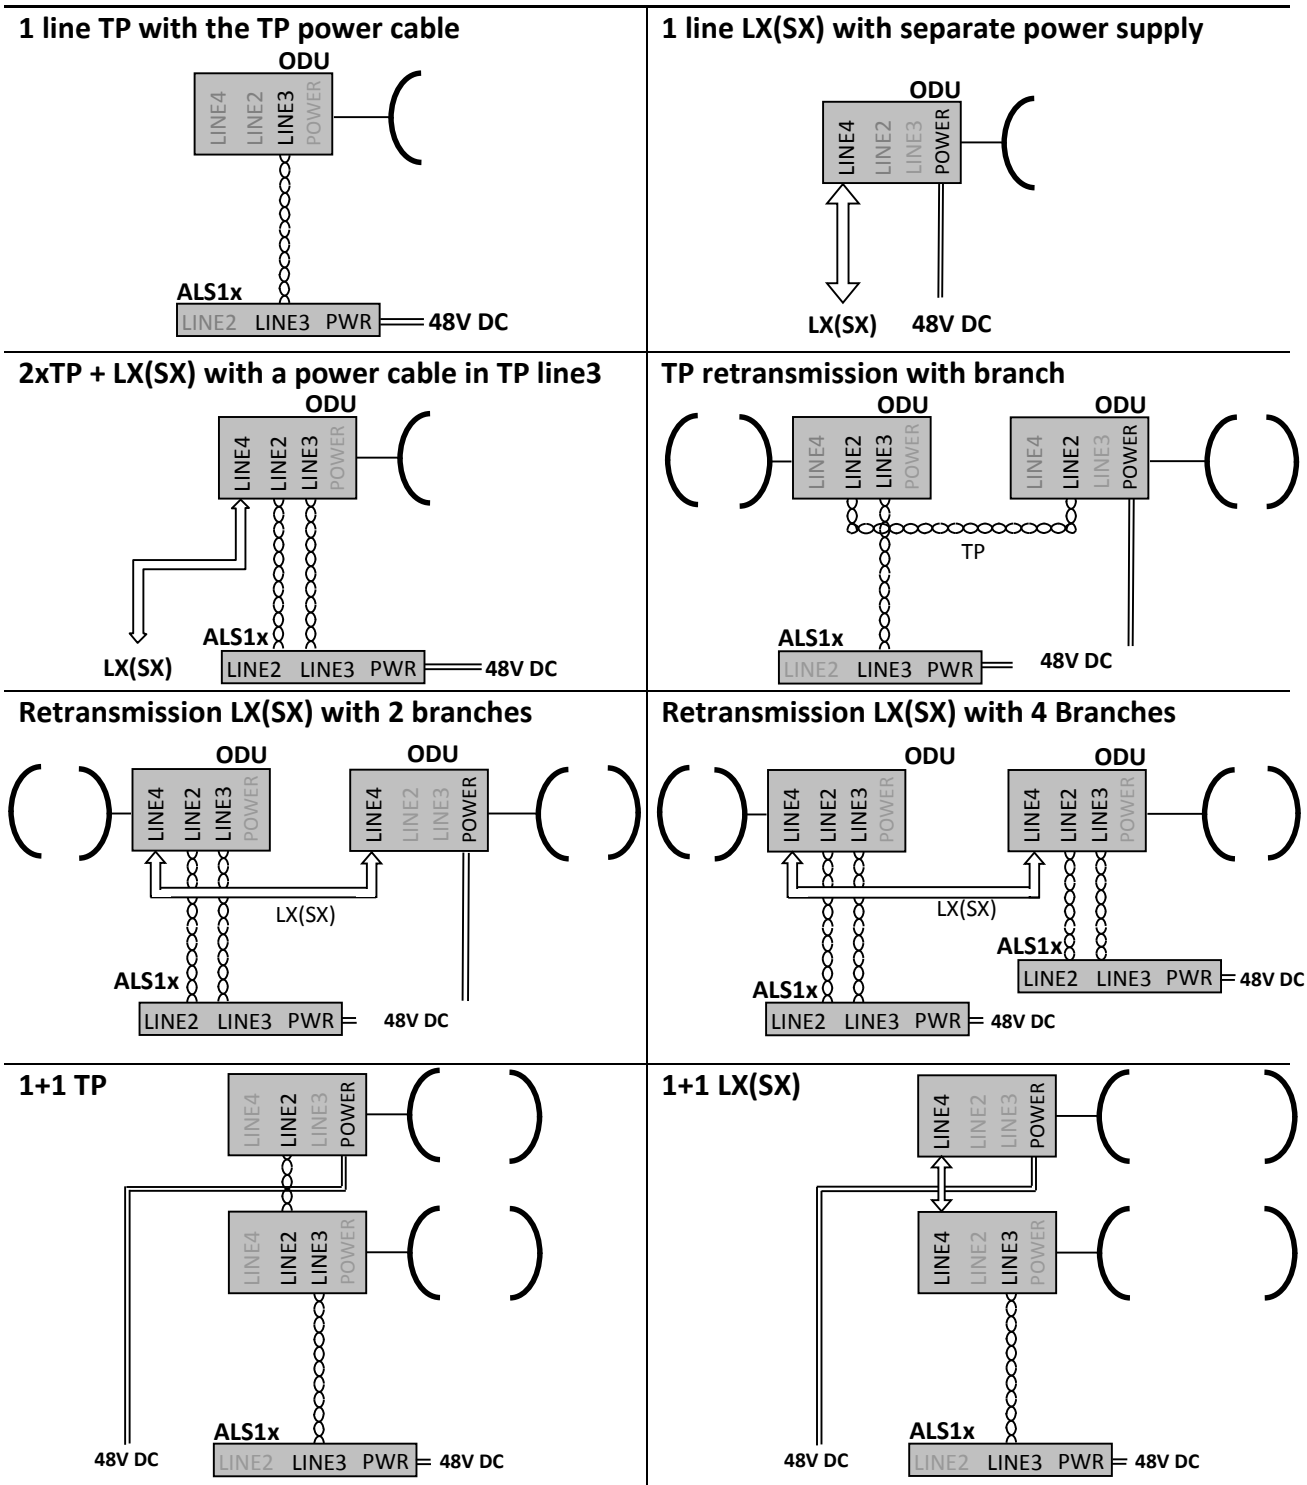 1 line TP with the TP power cable
ODU
LINE4 LINE2 LINE3 POWER
ALS1x
LINE2 LINE3 PWR 48V DC
1 line LX(SX) with separate power supply
ODU
LINE4 LINE2 LINE3 POWER
LX(SX) 48V DC
2xTP + LX(SX) with a power cable in TP line3
ODU
LINE4 LINE2 LINE3 POWER
ALS1x
LX(SX) LINE2 LINE3 PWR 48V DC
TP retransmission with branch
ODU ODU
LINE4 LINE2 LINE3 POWER LINE4 LINE2 LINE3 POWER
TP
ALS1x
LINE2 LINE3 PWR 48V DC
Retransmission LX(SX) with 2 branches
ODU ODU
LINE4 LINE2 LINE3 POWER LINE4 LINE2 LINE3 POWER
LX(SX)
ALS1x
LINE2 LINE3 PWR 48V DC
Retransmission LX(SX) with 4 Branches
ODU ODU
LINE4 LINE2 LINE3 POWER LINE4 LINE2 LINE3 POWER
LX(SX)
ALS1x
LINE2 LINE3 PWR 48V DC
ALS1x
LINE2 LINE3 PWR 48V DC
1+1 TP
LINE4 LINE2 LINE3 POWER
LINE4 LINE2 LINE3 POWER
ALS1x
48V DC LINE2 LINE3 PWR 48V DC
1+1 LX(SX)
LINE4 LINE2 LINE3 POWER
LINE4 LINE2 LINE3 POWER
ALS1x
48V DC LINE2 LINE3 PWR 48V DC